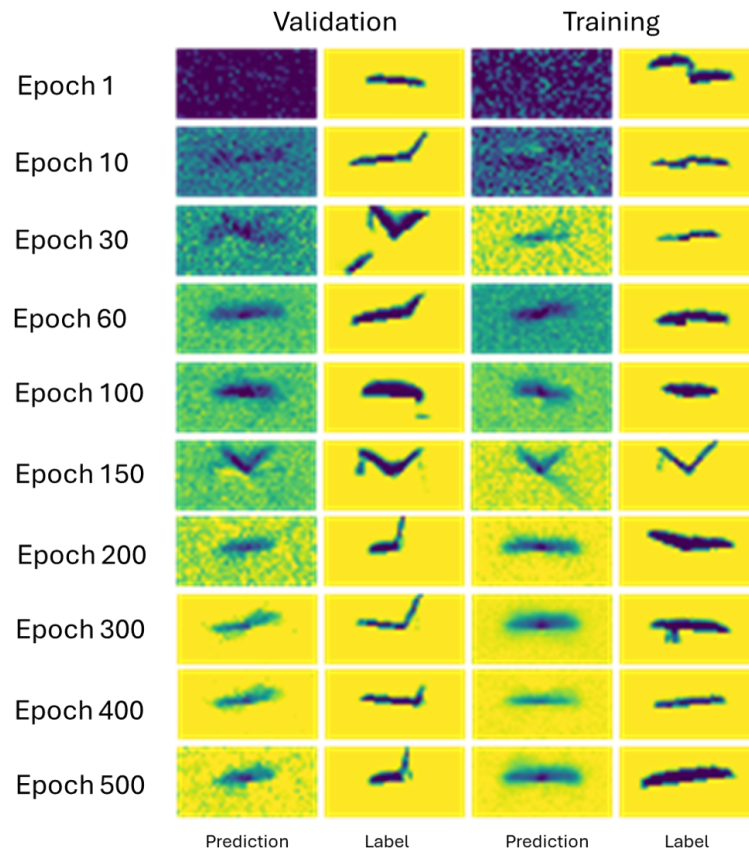 Validation Training
Epoch 1
Epoch 10
Epoch 30
Epoch 60
Epoch 100
Epoch 150
Epoch 200
Epoch 300
Epoch 400
Epoch 500
Prediction Label Prediction Label